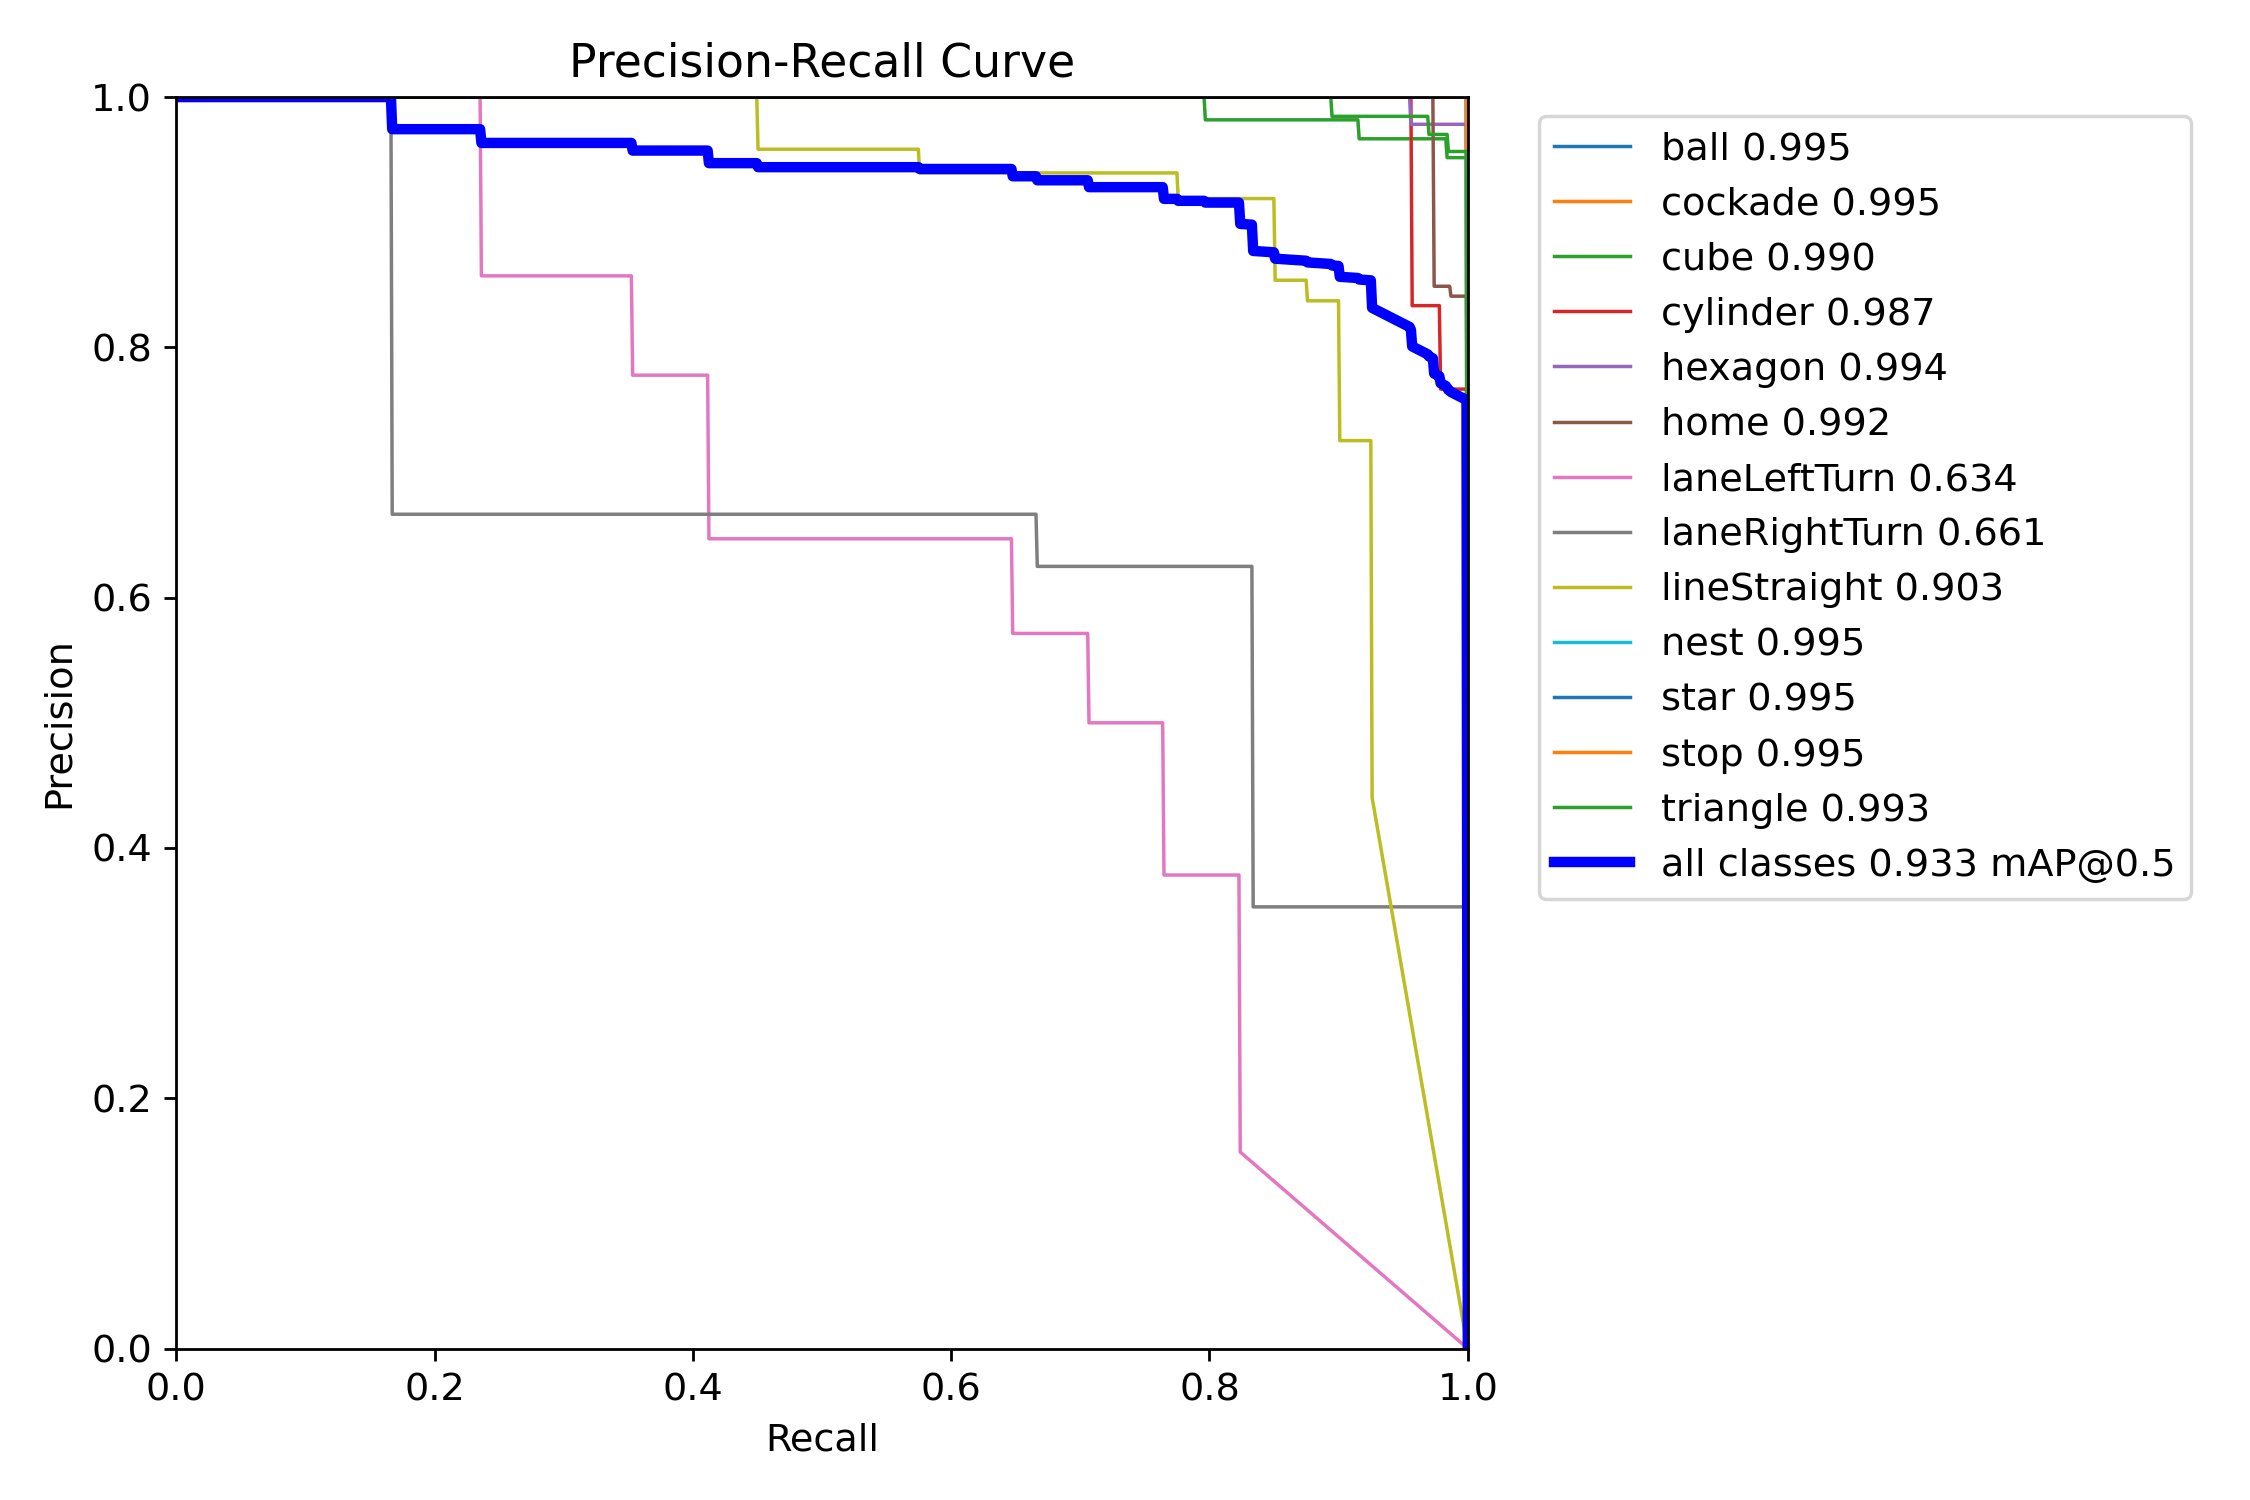 Precision-Recall Curve
1.0
0.8
0.6
0.4
0.2
0.0
Precision
0.0 0.2 0.4 0.6 0.8 1.0
Recall
ball 0.995
cockade 0.995
cube 0.990
cylinder 0.987
hexagon 0.994
home 0.992
laneLeftTurn 0.634
laneRightTurn 0.661
lineStraight 0.903
nest 0.995
star 0.995
stop 0.995
triangle 0.993
all classes 0.933 mAP@0.5